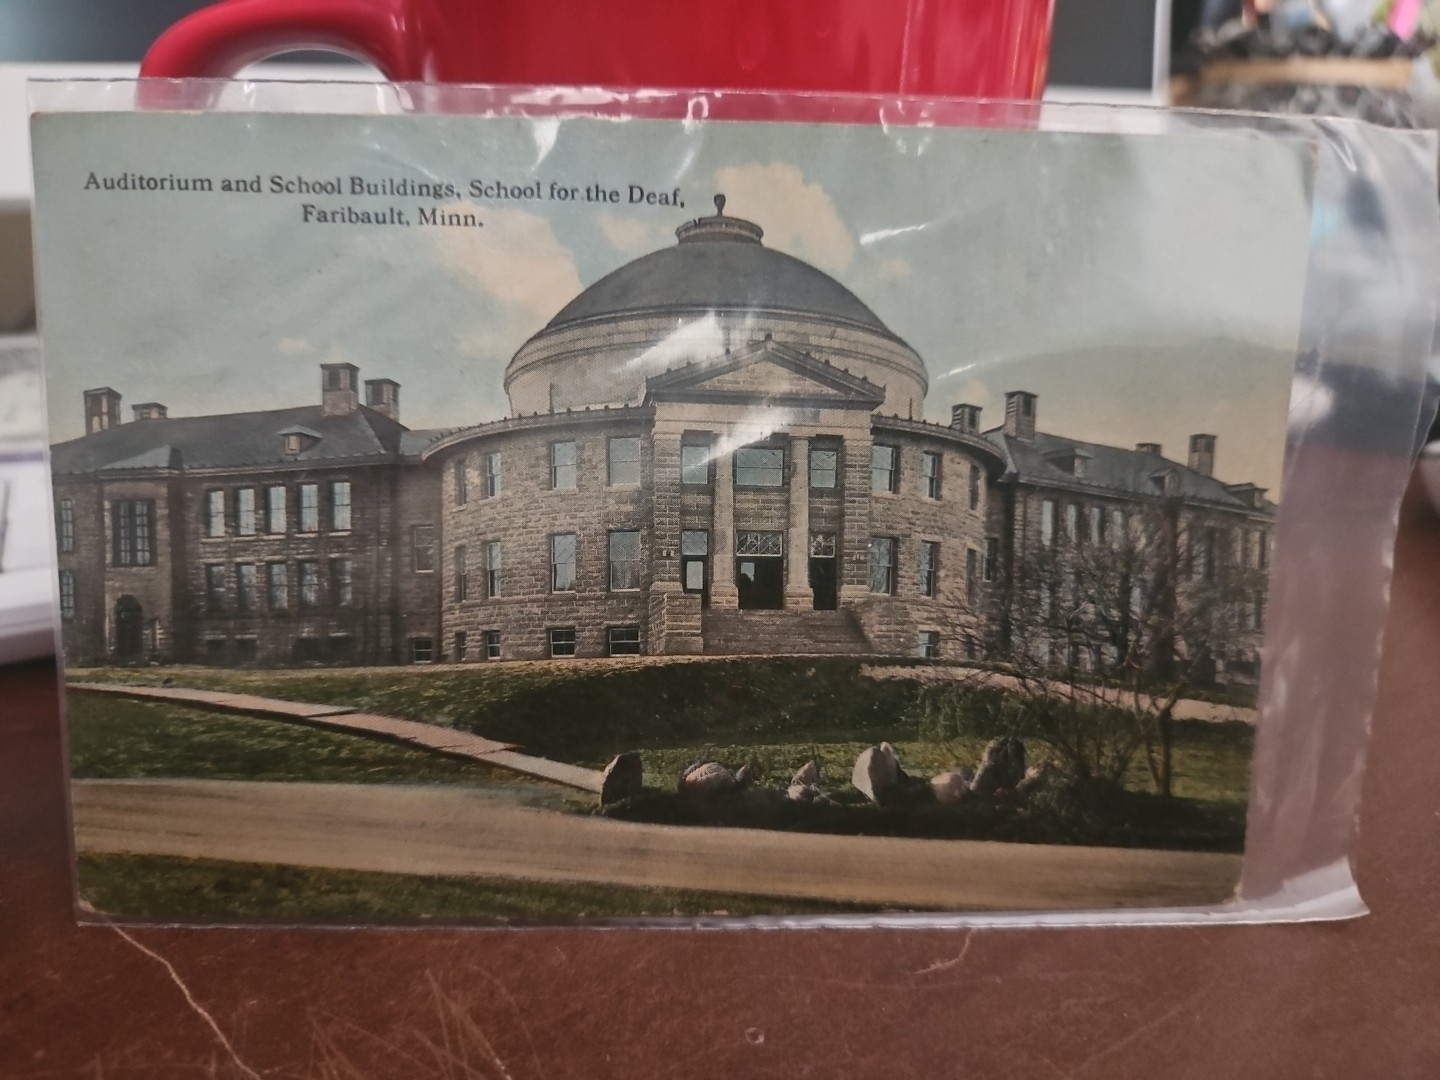 Auditorium and School Buildings, School for the Deaf,
Faribault, Minn.